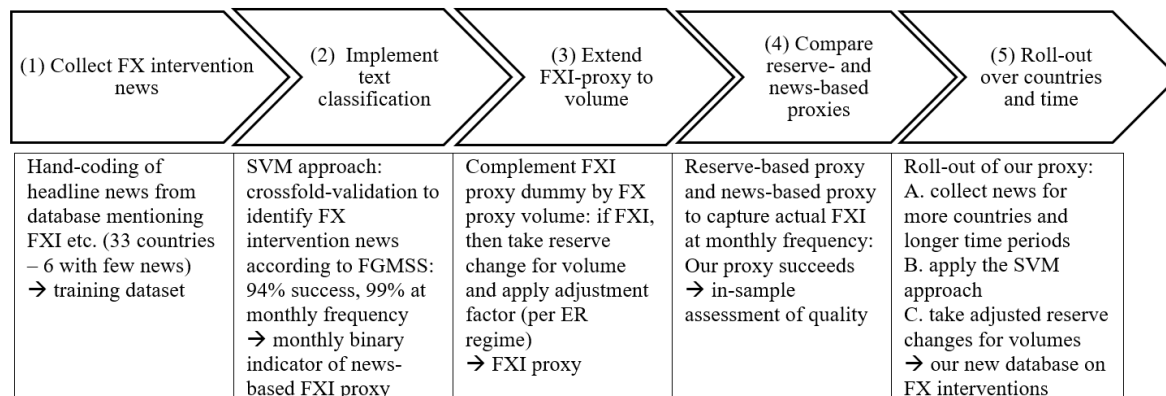 (1) Collect FX intervention
news
(2) Implement
text
classification
(3) Extend
FXI-proxy to
volume
(4) Compare
reserve- and
news-based
proxies
(5) Roll-out
over countries
and time
Hand-coding of
headline news from
database mentioning
FXI etc. (33 countries
– 6 with few news)
→ training dataset
SVM approach:
crossfold-validation to
identify FX
intervention news
according to FGMSS:
94% success, 99% at
monthly frequency
→ monthly binary
indicator of news-
based FXI proxy
Complement FXI
proxy dummy by FX
proxy volume: if FXI,
then take reserve
change for volume
and apply adjustment
factor (per ER
regime)
→ FXI proxy
Reserve-based proxy
and news-based proxy
to capture actual FXI
at monthly frequency:
Our proxy succeeds
→ in-sample
assessment of quality
Roll-out of our proxy:
A. collect news for
more countries and
longer time periods
B. apply the SVM
approach
C. take adjusted reserve
changes for volumes
→ our new database on
FX interventions